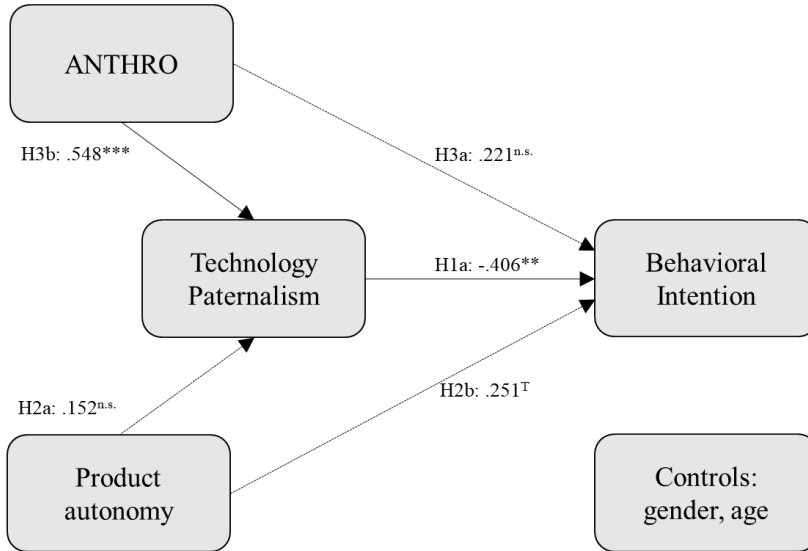 ANTHRO
H3b: .548***
H3a: .221n.s.
Technology
Paternalism
H1a: -.406**
Behavioral
Intention
H2a: .152n.s.
H2b: .251T
Product
autonomy
Controls:
gender, age